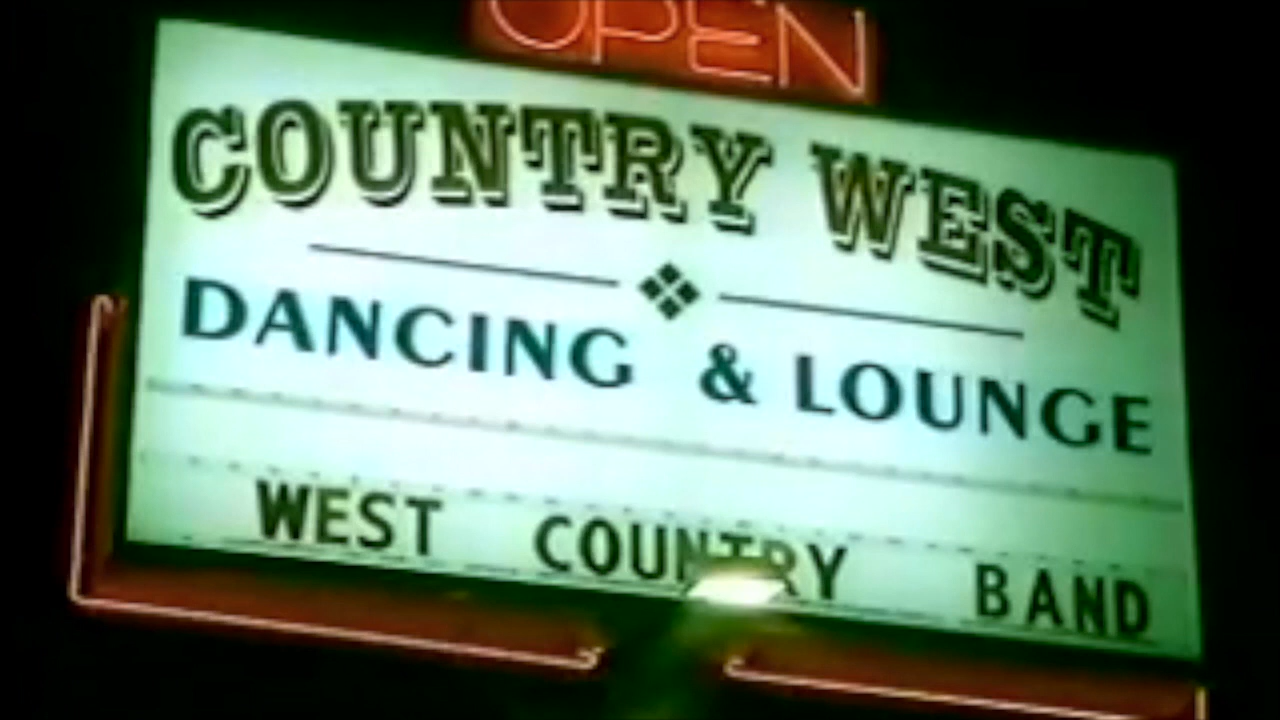 OPEN
COUNTRY WEST
DANCING & LOUNGE
WEST COUNTRY BAND